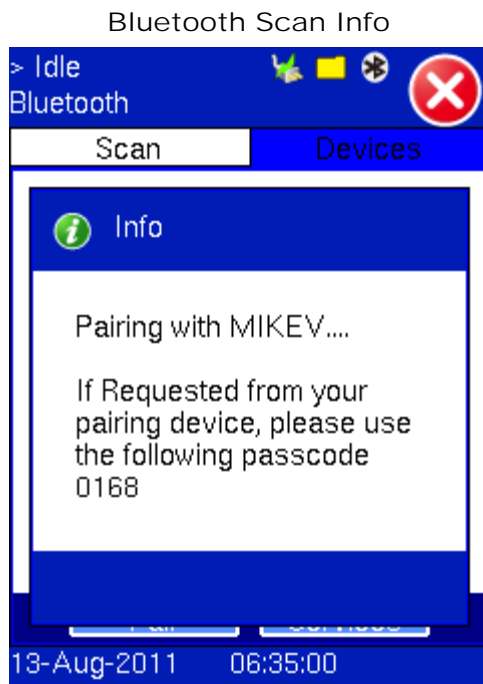 Bluetooth Scan Info
> Idle
Bluetooth
Scan Devices
Info
Pairing with MIKEV....
If Requested from your
pairing device, please use
the following passcode
0168
13-Aug-2011 06:35:00